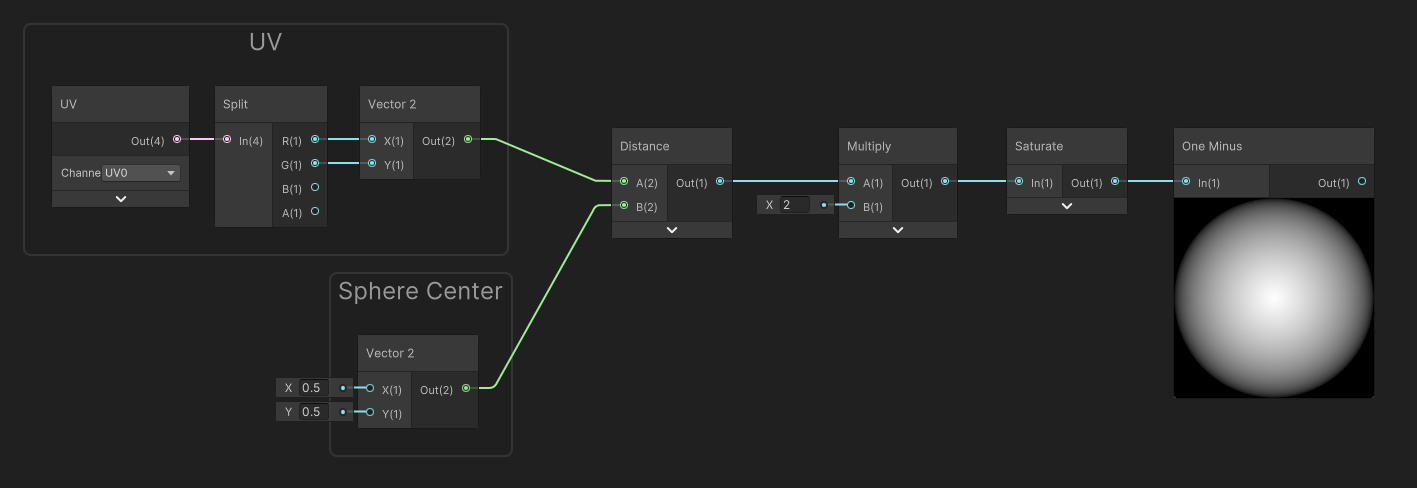 UV
UV
Out(4)
Channe UV0
Split
In(4)
R(1)
G(1)
B(1)
A(1)
Vector 2
X(1)
Y(1)
Out(2)
Sphere Center
Vector 2
X 0.5
Y 0.5
X(1)
Y(1)
Out(2)
Distance
A(2)
B(2)
Out(1)
X 2
Multiply
A(1)
B(1)
Out(1)
Saturate
In(1)
Out(1)
One Minus
In(1)
Out(1)